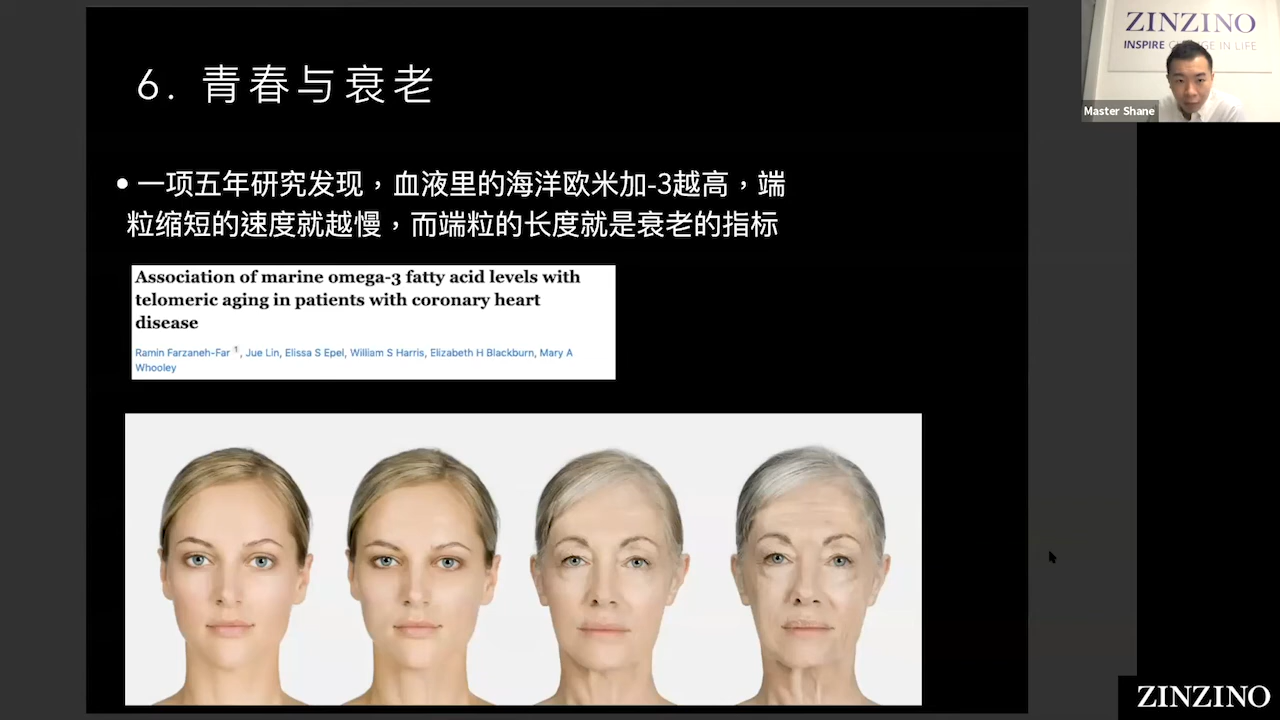 6. 青春与衰老
• 一项五年研究发现，血液里的海洋欧米加-3越高，端
粒缩短的速度就越慢，而端粒的长度就是衰老的指标
Association of marine omega-3 fatty acid levels with
telomeric aging in patients with coronary heart
disease
Ramin Farzaneh-Far 1, Jue Lin, Elissa S Epel, William S Harris, Elizabeth H Blackburn, Mary A
Whooley
ZINZINO
INSPIRE IN LIFE
Master Shane
ZINZINO